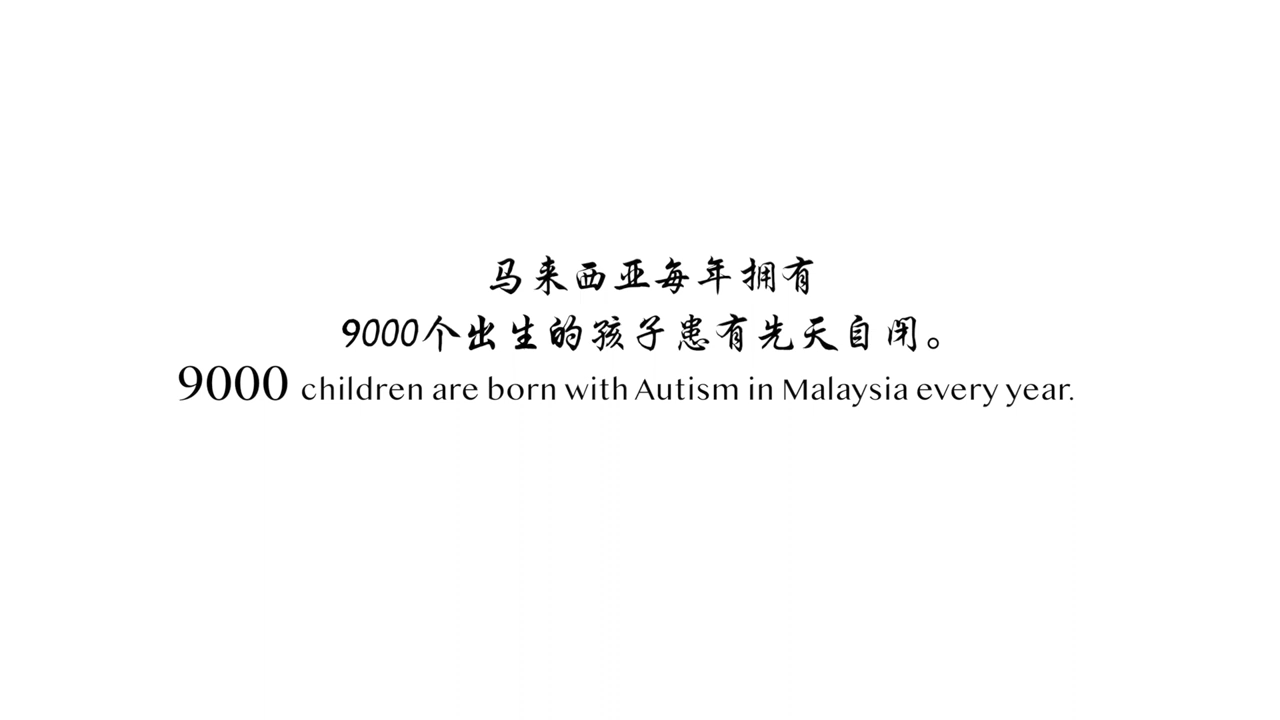 马来西亚每年拥有
9000个出生的孩子患有先天自闭。
9000 children are born with Autism in Malaysia every year.